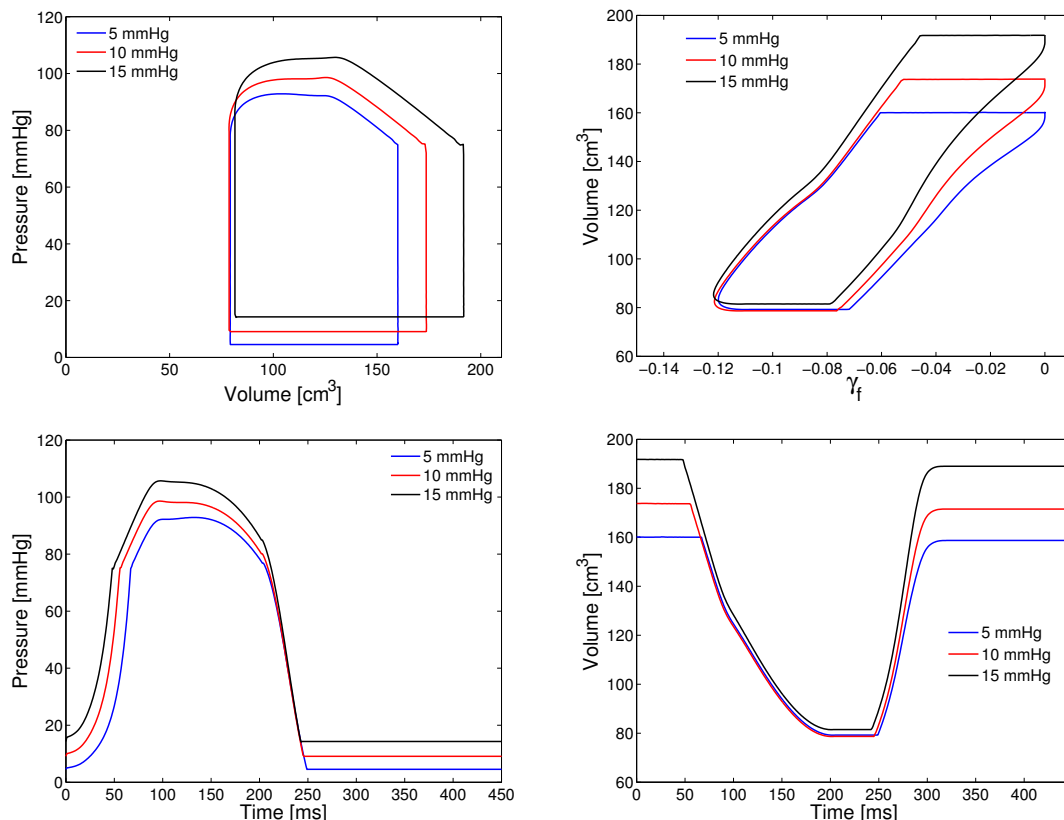 120
100
80
60
40
20
0
Pressure [mmHg]
5 mmHg
10 mmHg
15 mmHg
0 50 100 150 200
Volume [cm³]
200
180
160
140
120
100
80
60
Volume [cm³]
5 mmHg
10 mmHg
15 mmHg
−0.14 −0.12 −0.1 −0.08 −0.06 −0.04 −0.02 0
γf
120
100
80
60
40
20
0
Pressure [mmHg]
5 mmHg
10 mmHg
15 mmHg
0 50 100 150 200 250 300 350 400 450
Time [ms]
200
180
160
140
120
100
80
60
Volume [cm³]
5 mmHg
10 mmHg
15 mmHg
0 50 100 150 200 250 300 350 400
Time [ms]